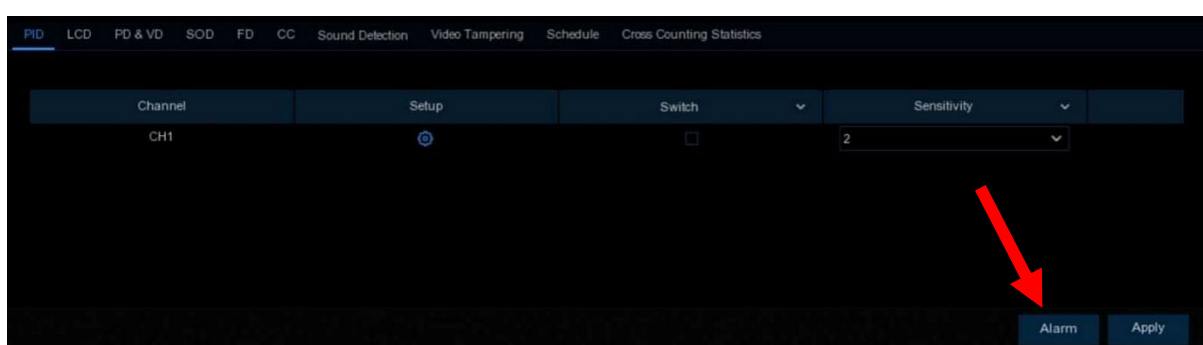 PID LCD PD & VD SOD FD CC Sound Detection Video Tampering Schedule Cross Counting Statistics
Channel Setup Switch Sensitivity
CH1 2
Alarm Apply